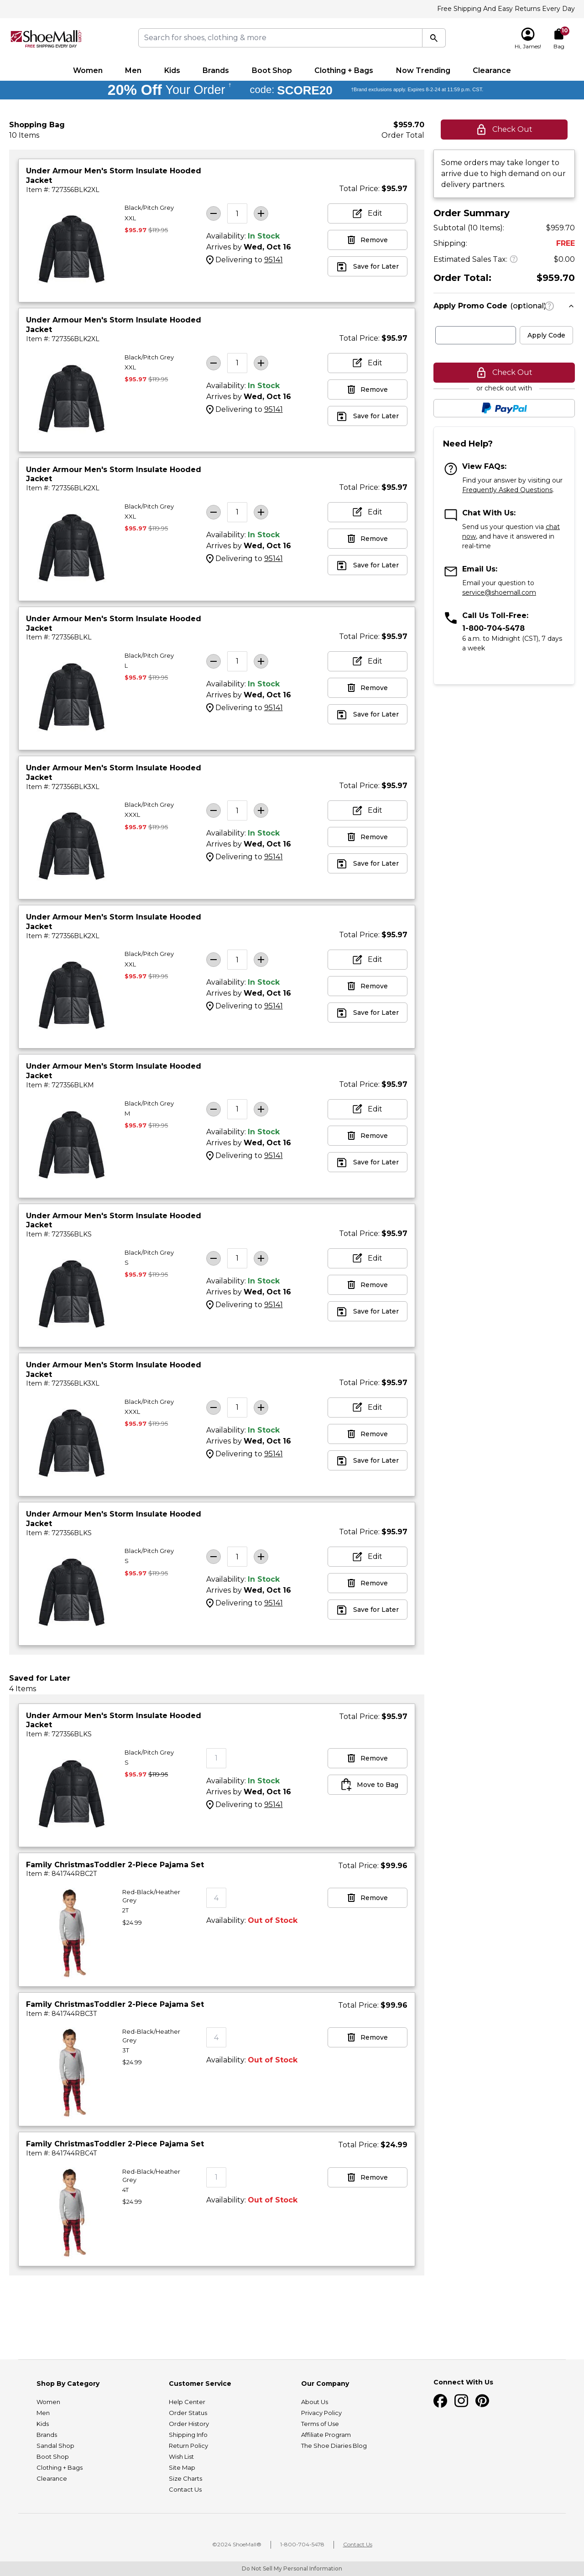 Free Shipping And Easy Returns Every Day
ShoeMall
FREE SHIPPING EVERY DAY
Search for shoes, clothing & more
Hi, James!
10
Bag
Women Men Kids Brands Boot Shop Clothing + Bags Now Trending Clearance
20% Off Your Order † code: SCORE20 †Brand exclusions apply. Expires 8-2-24 at 11:59 p.m. CST.
Shopping Bag
10 Items
$959.70
Order Total
Under Armour Men's Storm Insulate Hooded
Jacket
Item #: 727356BLK2XL
Total Price: $95.97
Black/Pitch Grey
XXL
$95.97 $119.95
1
Availability: In Stock
Arrives by Wed, Oct 16
Delivering to 95141
Edit
Remove
Save for Later
Under Armour Men's Storm Insulate Hooded
Jacket
Item #: 727356BLK2XL
Total Price: $95.97
Black/Pitch Grey
XXL
$95.97 $119.95
1
Availability: In Stock
Arrives by Wed, Oct 16
Delivering to 95141
Edit
Remove
Save for Later
Under Armour Men's Storm Insulate Hooded
Jacket
Item #: 727356BLK2XL
Total Price: $95.97
Black/Pitch Grey
XXL
$95.97 $119.95
1
Availability: In Stock
Arrives by Wed, Oct 16
Delivering to 95141
Edit
Remove
Save for Later
Under Armour Men's Storm Insulate Hooded
Jacket
Item #: 727356BLKL
Total Price: $95.97
Black/Pitch Grey
L
$95.97 $119.95
1
Availability: In Stock
Arrives by Wed, Oct 16
Delivering to 95141
Edit
Remove
Save for Later
Under Armour Men's Storm Insulate Hooded
Jacket
Item #: 727356BLK3XL
Total Price: $95.97
Black/Pitch Grey
XXXL
$95.97 $119.95
1
Availability: In Stock
Arrives by Wed, Oct 16
Delivering to 95141
Edit
Remove
Save for Later
Under Armour Men's Storm Insulate Hooded
Jacket
Item #: 727356BLK2XL
Total Price: $95.97
Black/Pitch Grey
XXL
$95.97 $119.95
1
Availability: In Stock
Arrives by Wed, Oct 16
Delivering to 95141
Edit
Remove
Save for Later
Under Armour Men's Storm Insulate Hooded
Jacket
Item #: 727356BLKM
Total Price: $95.97
Black/Pitch Grey
M
$95.97 $119.95
1
Availability: In Stock
Arrives by Wed, Oct 16
Delivering to 95141
Edit
Remove
Save for Later
Under Armour Men's Storm Insulate Hooded
Jacket
Item #: 727356BLKS
Total Price: $95.97
Black/Pitch Grey
S
$95.97 $119.95
1
Availability: In Stock
Arrives by Wed, Oct 16
Delivering to 95141
Edit
Remove
Save for Later
Under Armour Men's Storm Insulate Hooded
Jacket
Item #: 727356BLK3XL
Total Price: $95.97
Black/Pitch Grey
XXXL
$95.97 $119.95
1
Availability: In Stock
Arrives by Wed, Oct 16
Delivering to 95141
Edit
Remove
Save for Later
Under Armour Men's Storm Insulate Hooded
Jacket
Item #: 727356BLKS
Total Price: $95.97
Black/Pitch Grey
S
$95.97 $119.95
1
Availability: In Stock
Arrives by Wed, Oct 16
Delivering to 95141
Edit
Remove
Save for Later
Check Out
Some orders may take longer to
arrive due to high demand on our
delivery partners.
Order Summary
Subtotal (10 Items): $959.70
Shipping: FREE
Estimated Sales Tax: $0.00
Order Total: $959.70
Apply Promo Code (optional)
Apply Code
Check Out
or check out with
PayPal
Need Help?
View FAQs:
Find your answer by visiting our
Frequently Asked Questions.
Chat With Us:
Send us your question via chat
now, and have it answered in
real-time
Email Us:
Email your question to
service@shoemall.com
Call Us Toll-Free:
1-800-704-5478
6 a.m. to Midnight (CST), 7 days
a week
Saved for Later
4 Items
Under Armour Men's Storm Insulate Hooded
Jacket
Item #: 727356BLKS
Total Price: $95.97
Black/Pitch Grey
S
$95.97 $119.95
1
Availability: In Stock
Arrives by Wed, Oct 16
Delivering to 95141
Remove
Move to Bag
Family ChristmasToddler 2-Piece Pajama Set
Item #: 841744RBC2T
Total Price: $99.96
Red-Black/Heather
Grey
2T
$24.99
4
Availability: Out of Stock
Remove
Family ChristmasToddler 2-Piece Pajama Set
Item #: 841744RBC3T
Total Price: $99.96
Red-Black/Heather
Grey
3T
$24.99
4
Availability: Out of Stock
Remove
Family ChristmasToddler 2-Piece Pajama Set
Item #: 841744RBC4T
Total Price: $24.99
Red-Black/Heather
Grey
4T
$24.99
1
Availability: Out of Stock
Remove
Shop By Category
Women
Men
Kids
Brands
Sandal Shop
Boot Shop
Clothing + Bags
Clearance
Customer Service
Help Center
Order Status
Order History
Shipping Info
Return Policy
Wish List
Site Map
Size Charts
Contact Us
Our Company
About Us
Privacy Policy
Terms of Use
Affiliate Program
The Shoe Diaries Blog
Connect With Us
©2024 ShoeMall® 1-800-704-5478 Contact Us
Do Not Sell My Personal Information